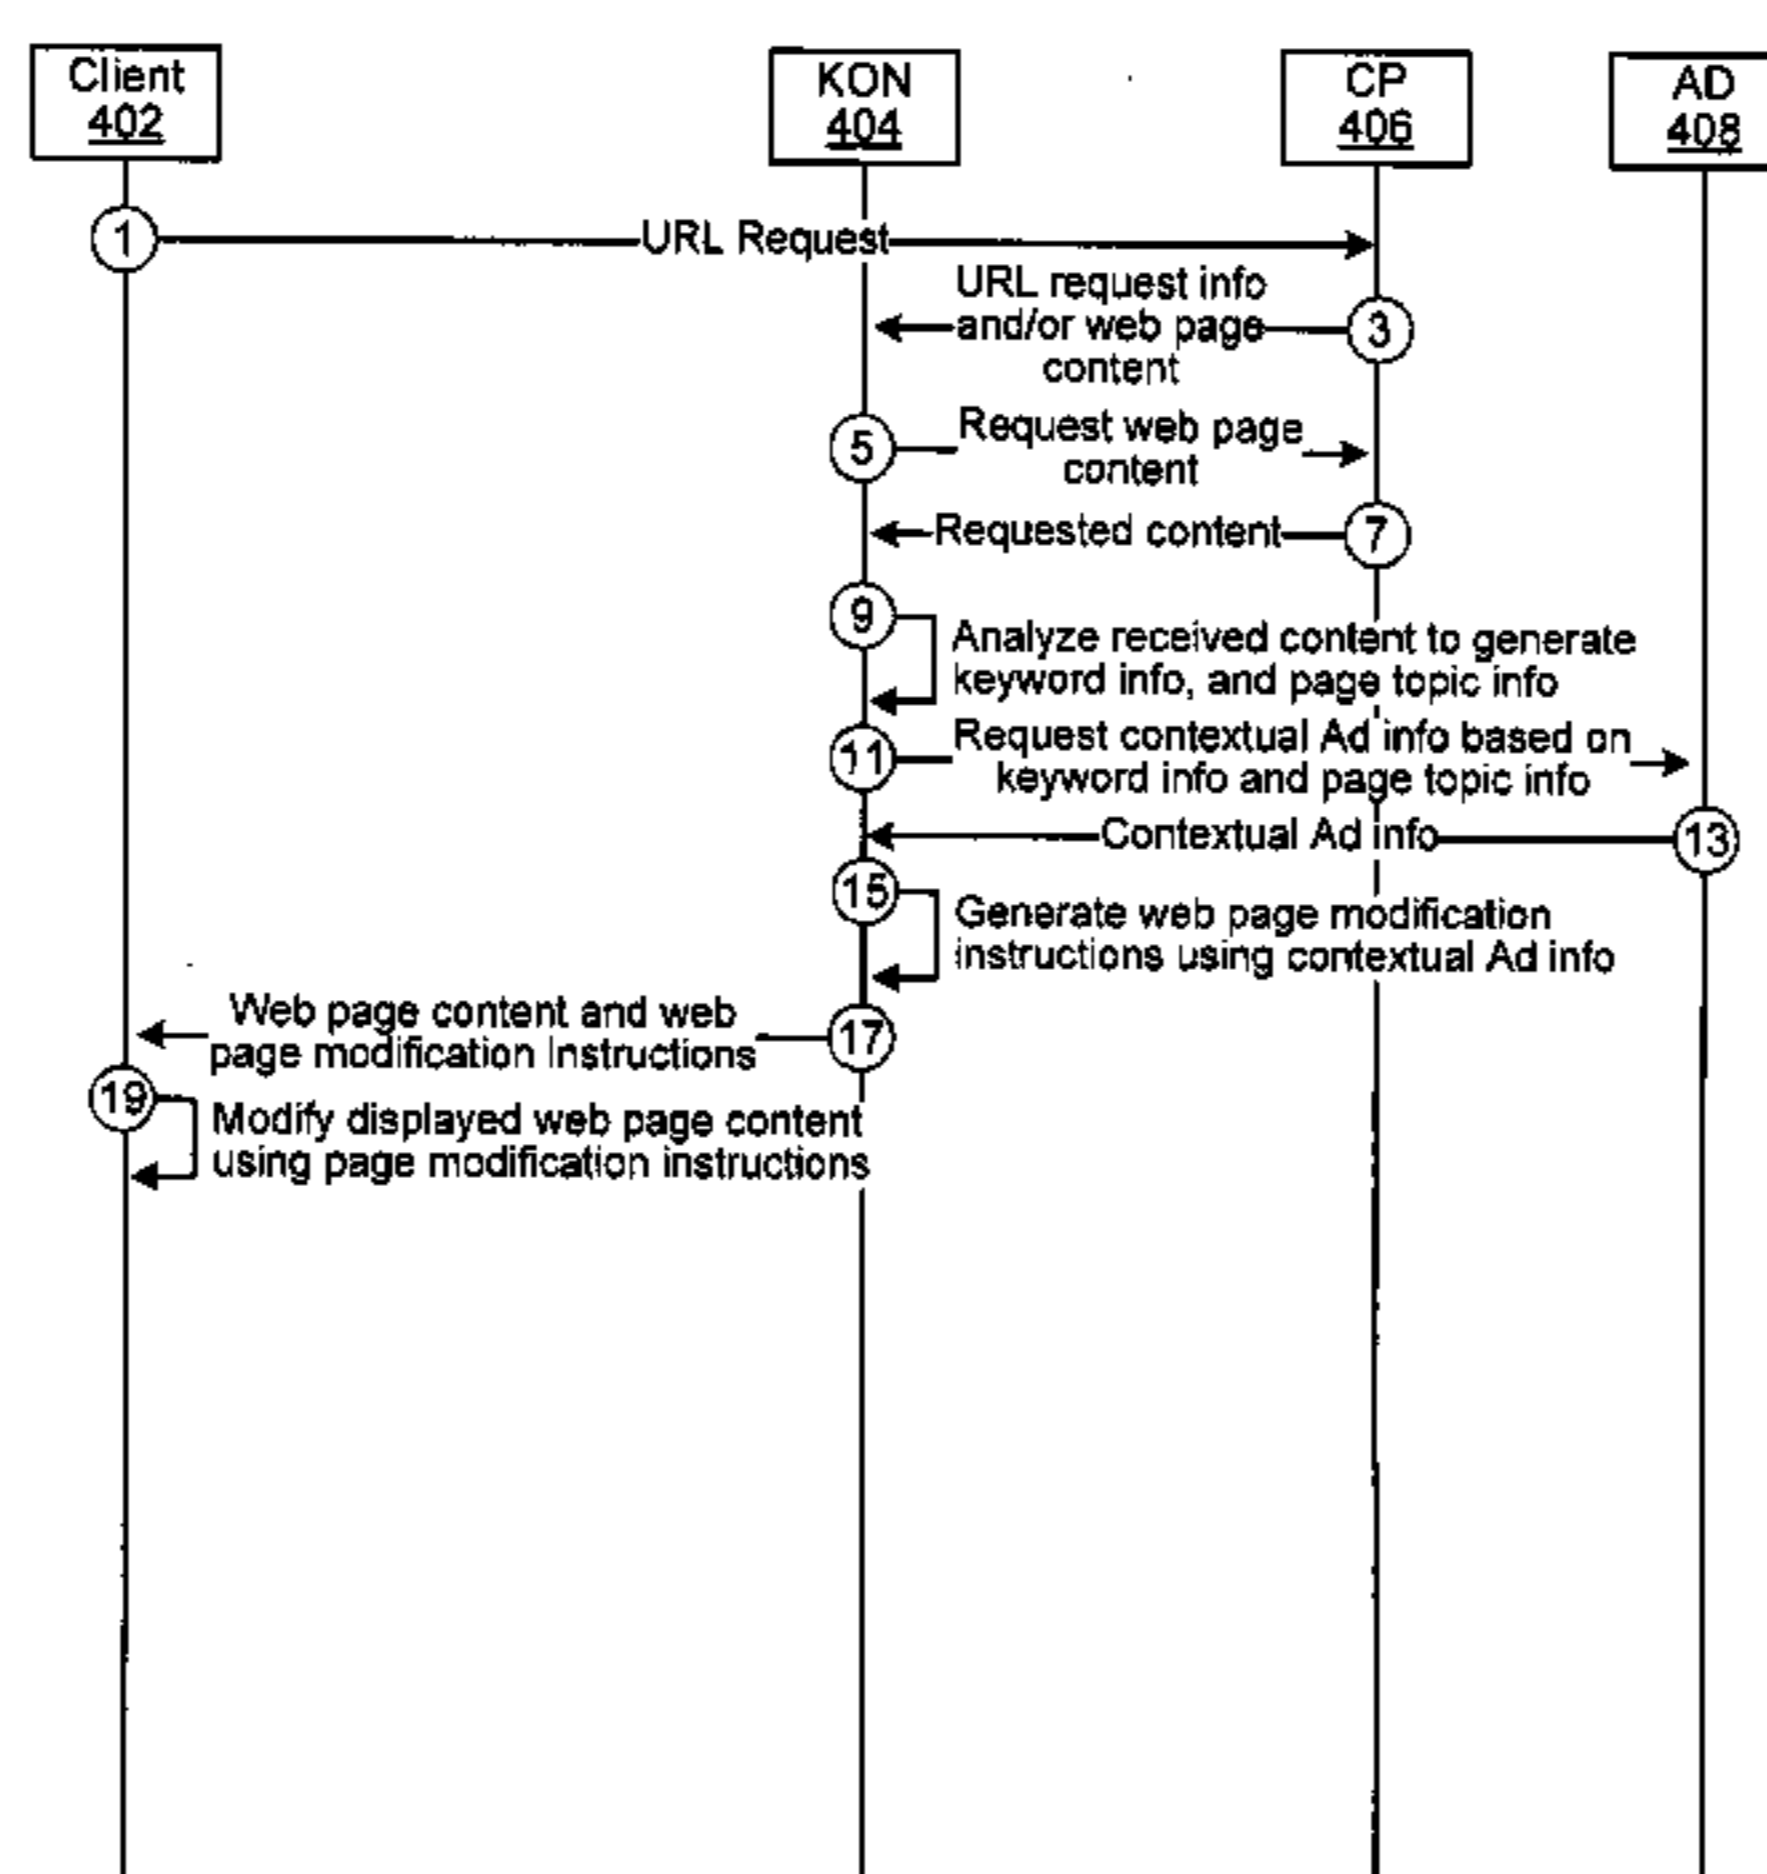 Client
402
KON
404
CP
406
AD
408
1
URL Request
URL request info
and/or web page
content
3
5
Request web page
content
Requested content
7
9
Analyze received content to generate
keyword info, and page topic info
11
Request contextual Ad info based on
keyword info and page topic info
Contextual Ad info
13
15
Generate web page modification
instructions using contextual Ad info
Web page content and web
page modification Instructions
17
19
Modify displayed web page content
using page modification instructions